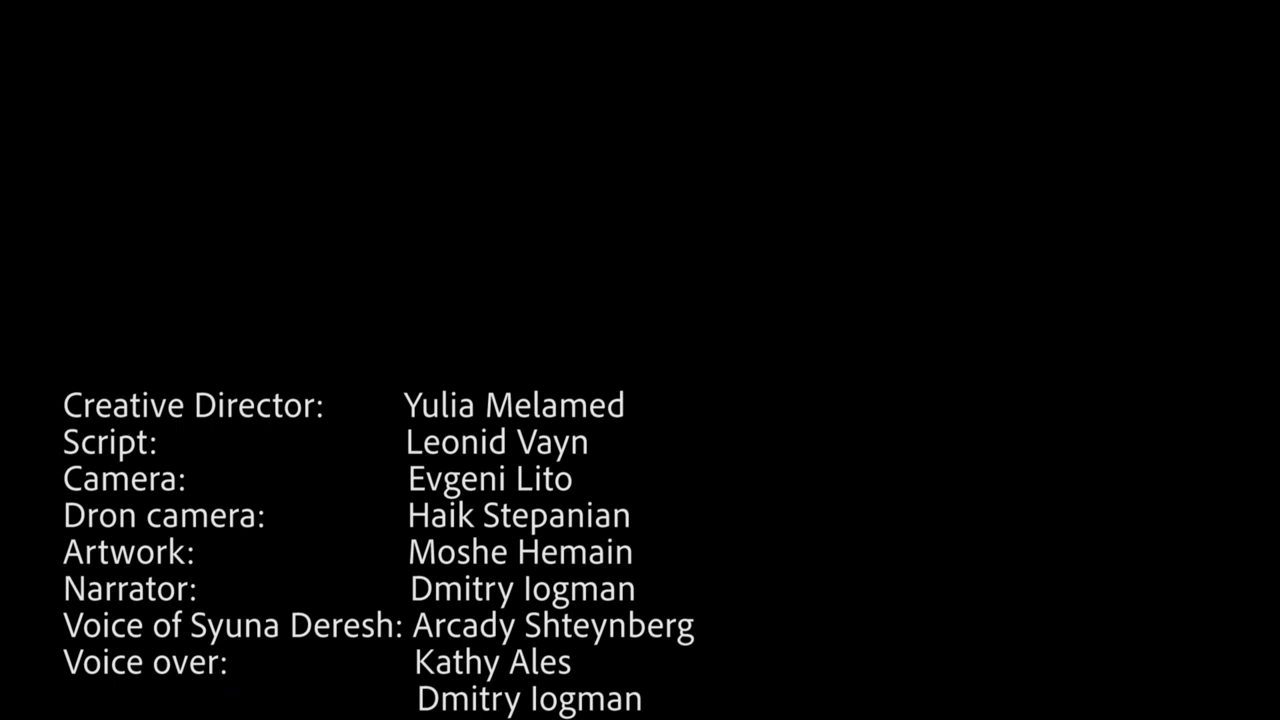 Creative Director: Yulia Melamed
Script: Leonid Vayn
Camera: Evgeni Lito
Dron camera: Haik Stepanian
Artwork: Moshe Hemain
Narrator: Dmitry Iogman
Voice of Syuna Deresh: Arcady Shteynberg
Voice over: Kathy Ales
Dmitry Iogman